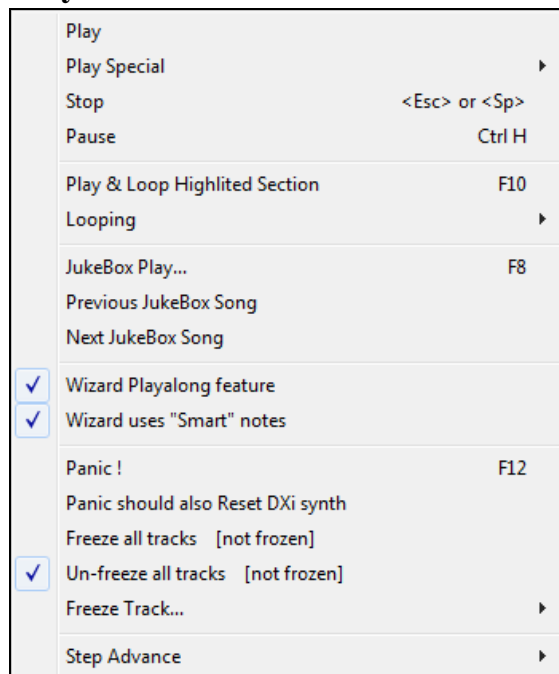 Play
Play Special
Stop <Esc> or <Sp>
Pause Ctrl H
Play & Loop Highlited Section F10
Looping
JukeBox Play... F8
Previous JukeBox Song
Next JukeBox Song
Wizard Playalong feature
Wizard uses "Smart" notes
Panic ! F12
Panic should also Reset DXi synth
Freeze all tracks [not frozen]
Un-freeze all tracks [not frozen]
Freeze Track...
Step Advance